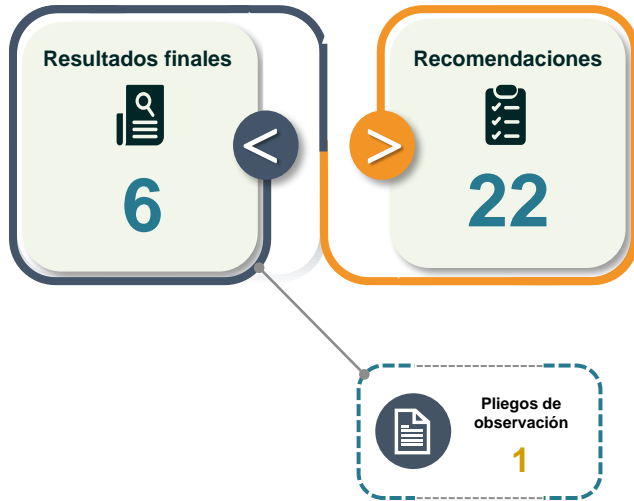 Resultados finales
6
<
>
Recomendaciones
22
Pliegos de
observación
1